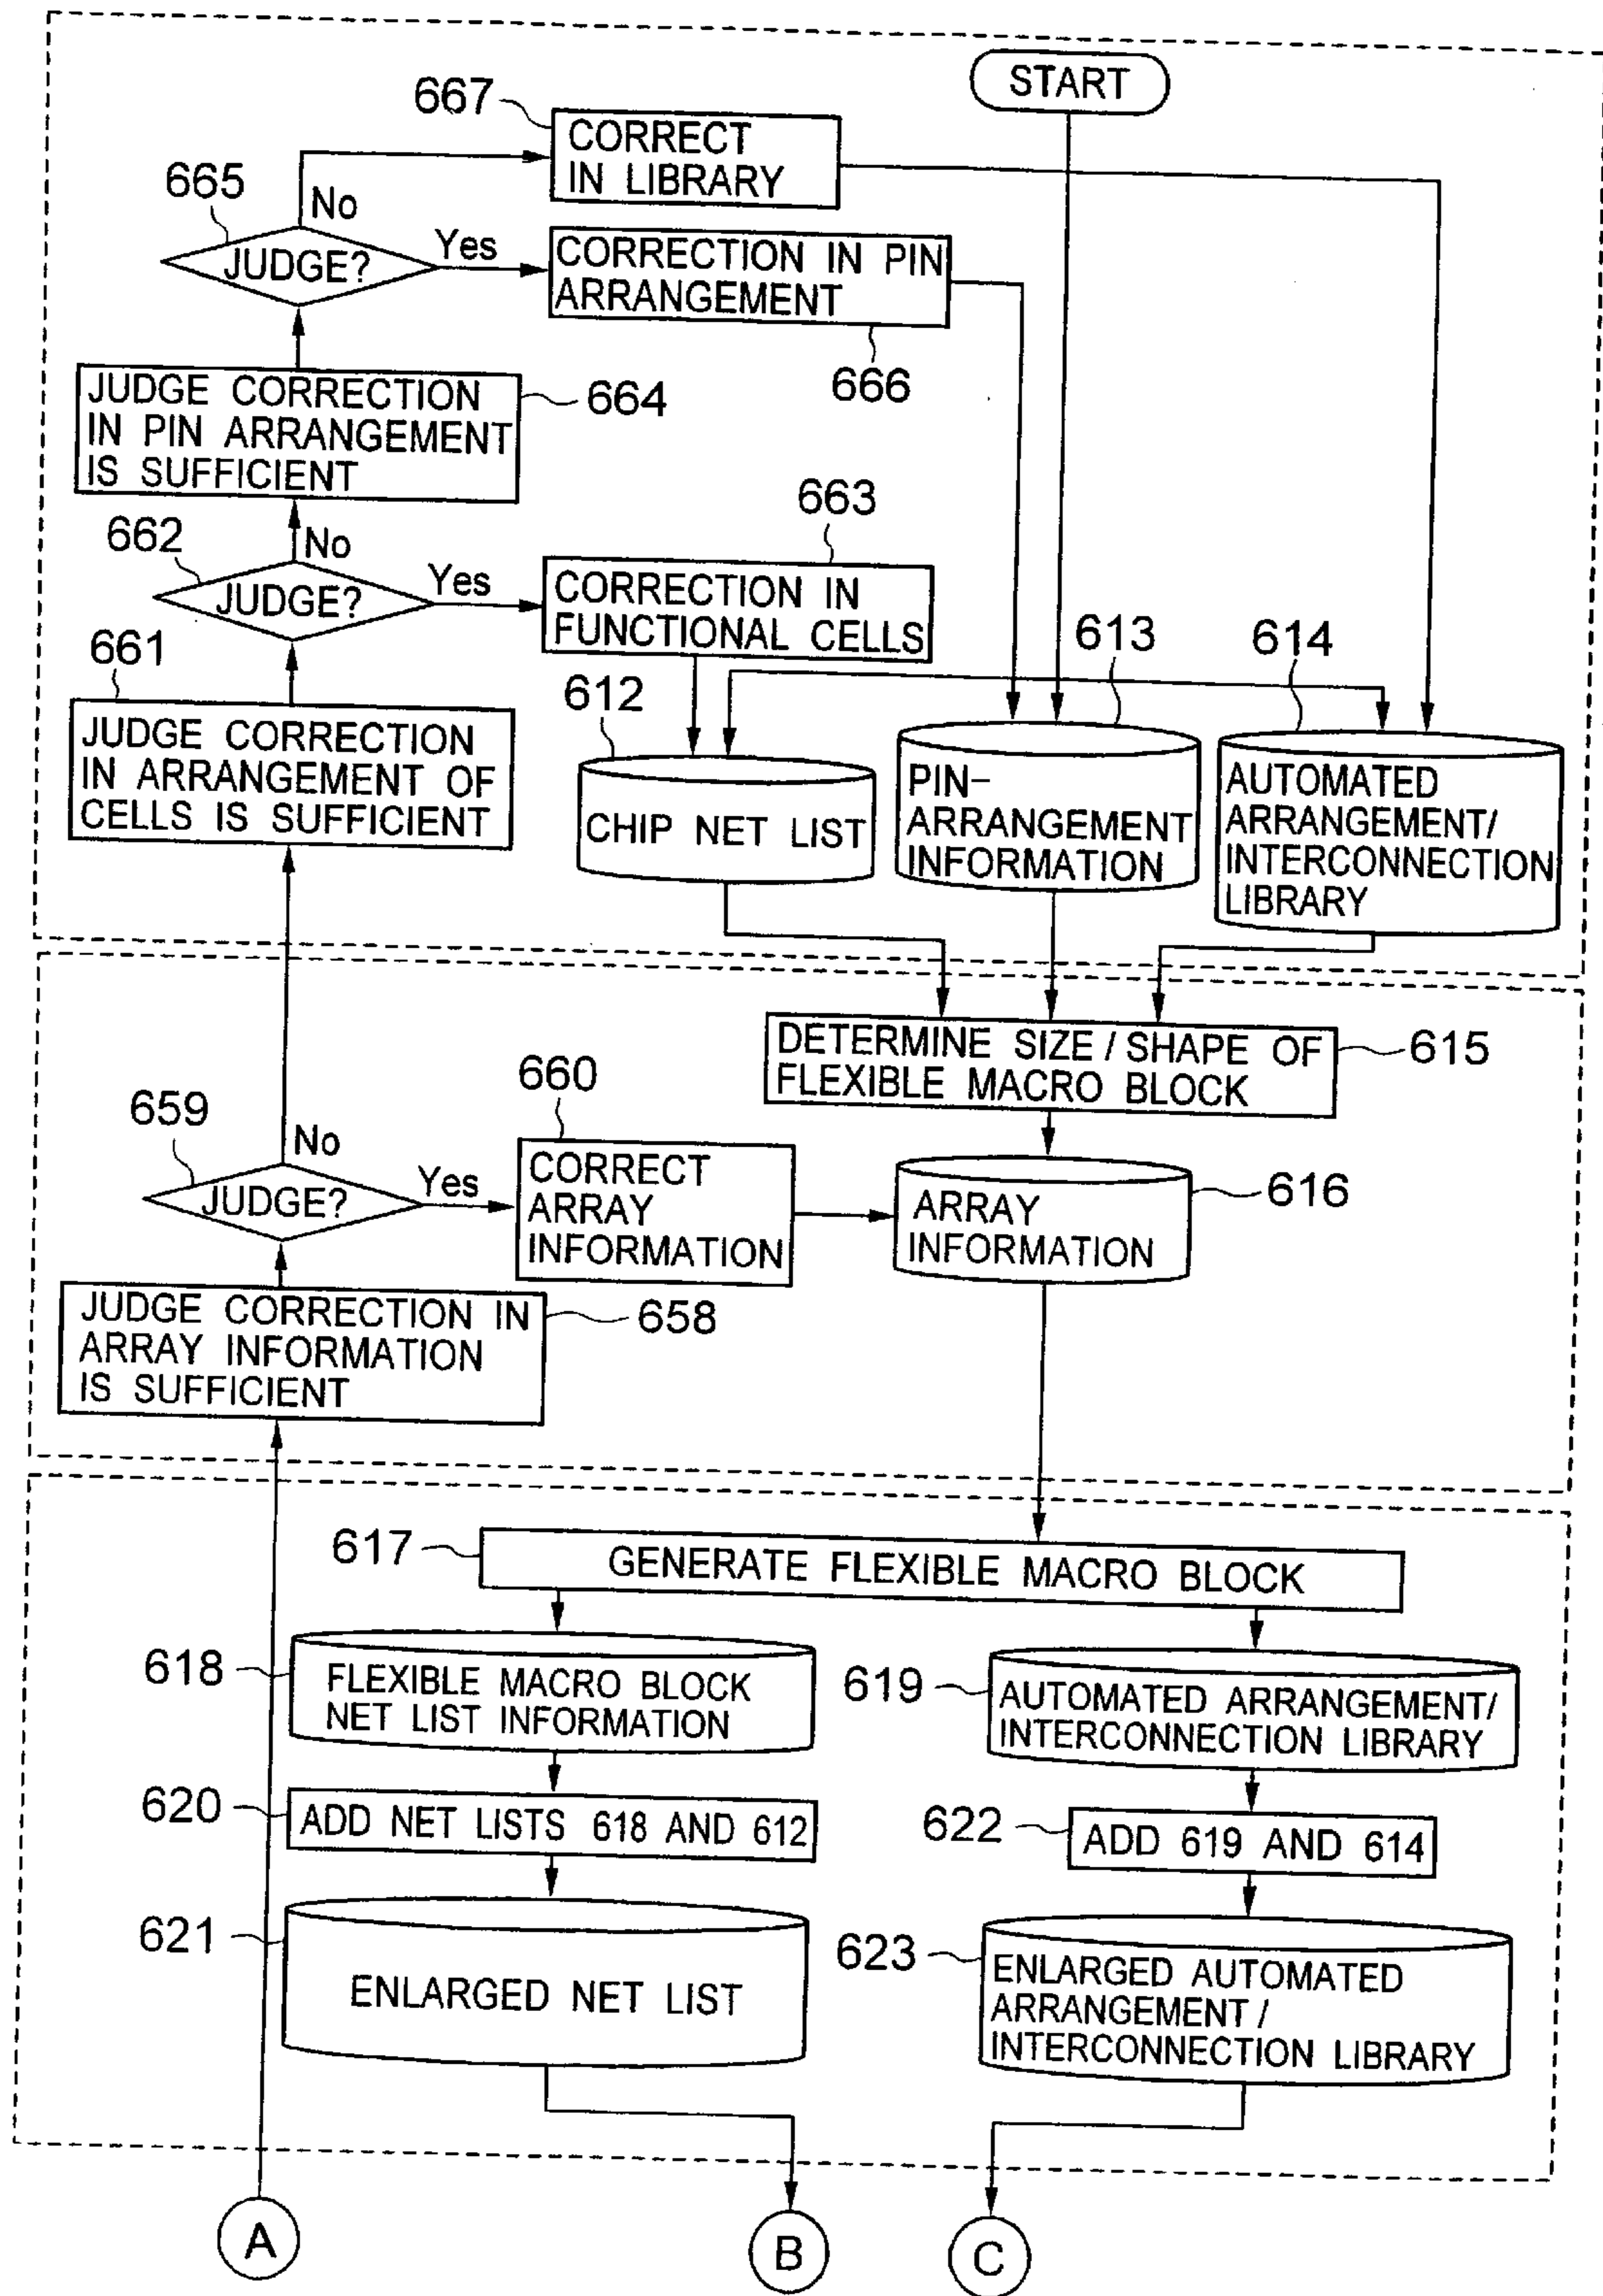 START
667
CORRECT
IN LIBRARY
665
No
JUDGE?
Yes
CORRECTION IN PIN
ARRANGEMENT
666
JUDGE CORRECTION
IN PIN ARRANGEMENT
IS SUFFICIENT
664
663
662
No
JUDGE?
Yes
CORRECTION IN
FUNCTIONAL CELLS
661
613
614
612
JUDGE CORRECTION
IN ARRANGEMENT OF
CELLS IS SUFFICIENT
CHIP NET LIST
PIN-
ARRANGEMENT
INFORMATION
AUTOMATED
ARRANGEMENT/
INTERCONNECTION
LIBRARY
DETERMINE SIZE / SHAPE OF
FLEXIBLE MACRO BLOCK
615
660
659
No
JUDGE?
Yes
CORRECT
ARRAY
INFORMATION
ARRAY
INFORMATION
616
JUDGE CORRECTION IN
ARRAY INFORMATION
IS SUFFICIENT
658
617
GENERATE FLEXIBLE MACRO BLOCK
618
FLEXIBLE MACRO BLOCK
NET LIST INFORMATION
619
AUTOMATED ARRANGEMENT/
INTERCONNECTION LIBRARY
620
ADD NET LISTS 618 AND 612
622
ADD 619 AND 614
621
ENLARGED NET LIST
623
ENLARGED AUTOMATED
ARRANGEMENT /
INTERCONNECTION LIBRARY
A
B
C